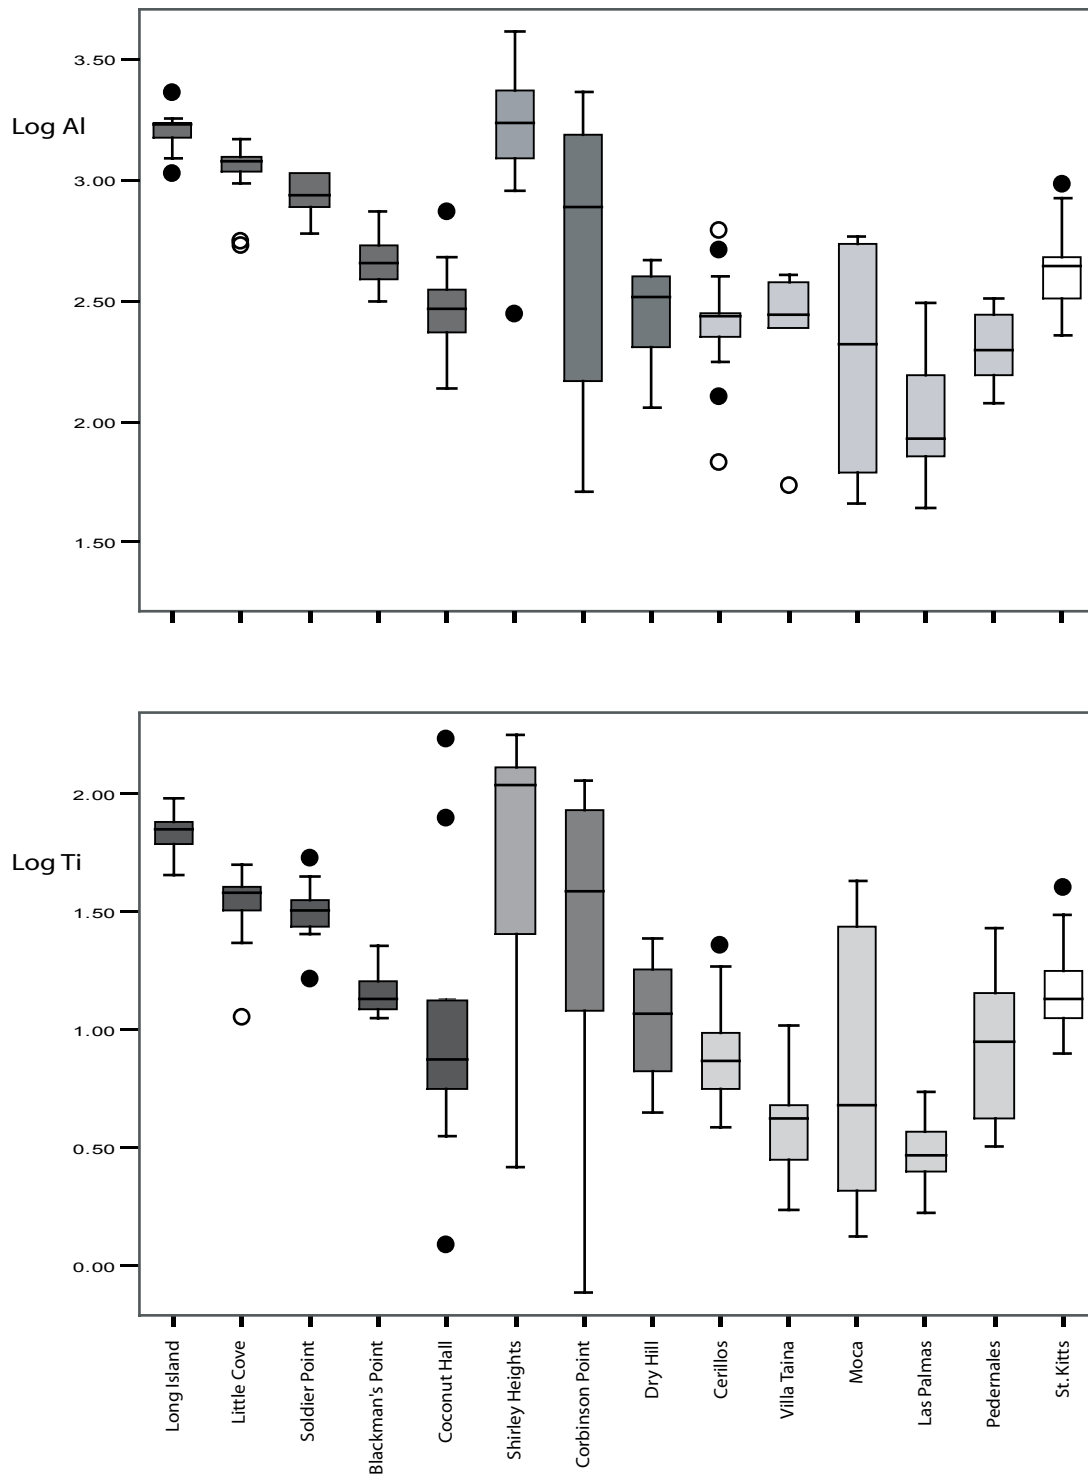 3.50
Log Al
3.00
2.50
2.00
1.50
2.00
Log Ti
1.50
1.00
0.50
0.00
Long Island
Little Cove
Soldier Point
Blackman's Point
Coconut Hall
Shirley Heights
Corbinson Point
Dry Hill
Cerillos
Villa Taina
Moca
Las Palmas
Pedernales
St.Kitts